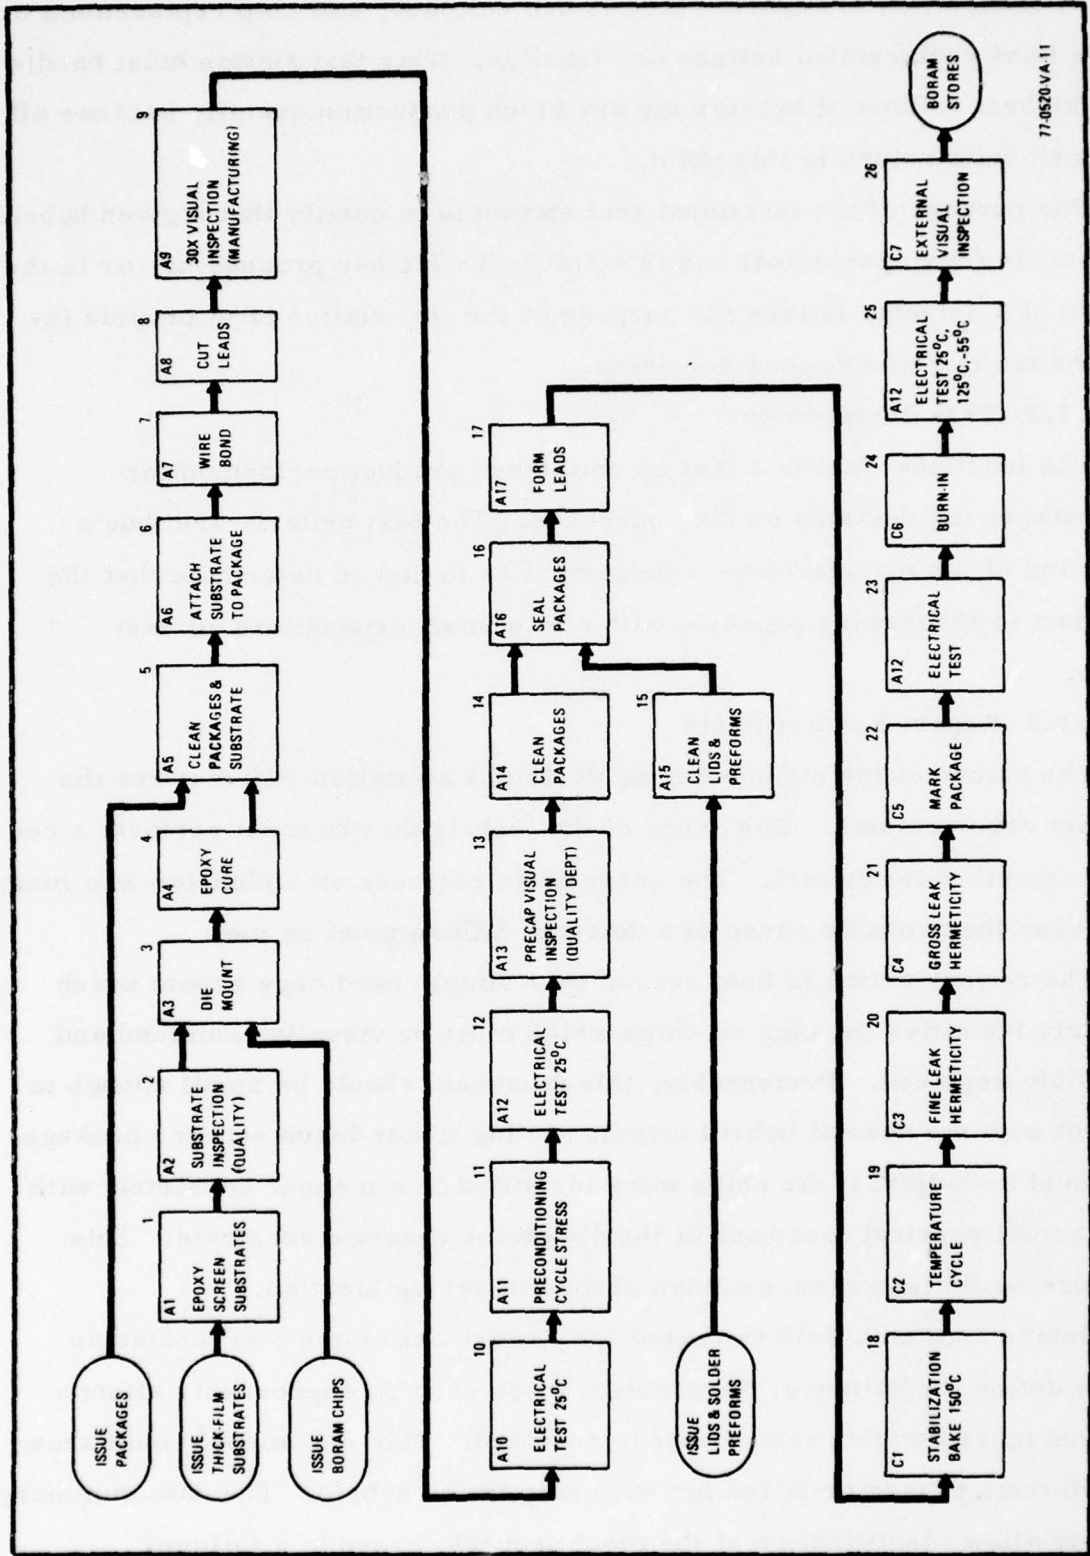 ISSUE
PACKAGES
ISSUE
THICK-FILM
SUBSTRATES
ISSUE
BORAM CHIPS
A1
1
EPOXY
SCREEN
SUBSTRATES
A2
2
SUBSTRATE
INSPECTION
(QUALITY)
A3
3
DIE
MOUNT
A4
4
EPOXY
CURE
A5
5
CLEAN
PACKAGES &
SUBSTRATE
A6
6
ATTAH
SUBSTRATE
TO PACKAGE
A7
7
WIRE
BOND
A8
8
CUT
LEADS
A9
9
30X VISUAL
INSPECTION
(MANUFACTURING)
A10
10
ELECTRICAL
TEST 25°C
A11
11
PRECONDITIONING
CYCLE STRESS
A12
12
ELECTRICAL
TEST 25°C
A13
13
PRECAP VISUAL
INSPECTION
(QUALITY DEPT)
A14
14
CLEAN
PACKAGES
ISSUE
LIDS & SOLDER
PREFORMS
A15
15
CLEAN
LIDS &
PREFORMS
A16
16
SEAL
PACKAGES
A17
17
FORM
LEADS
C1
18
STABILIZATION
BAKE 150°C
C2
19
TEMPERATURE
CYCLE
C3
20
FINE LEAK
HERMETICITY
C4
21
GROSS LEAK
HERMETICITY
C5
22
MARK
PACKAGE
A12
23
ELECTRICAL
TEST
C6
24
BURN-IN
A12
25
ELECTRICAL
TEST 25°C,
125°C,-55°C
C7
26
EXTERNAL
VISUAL
INSPECTION
BORAM
STORES
77-0520-VA-11